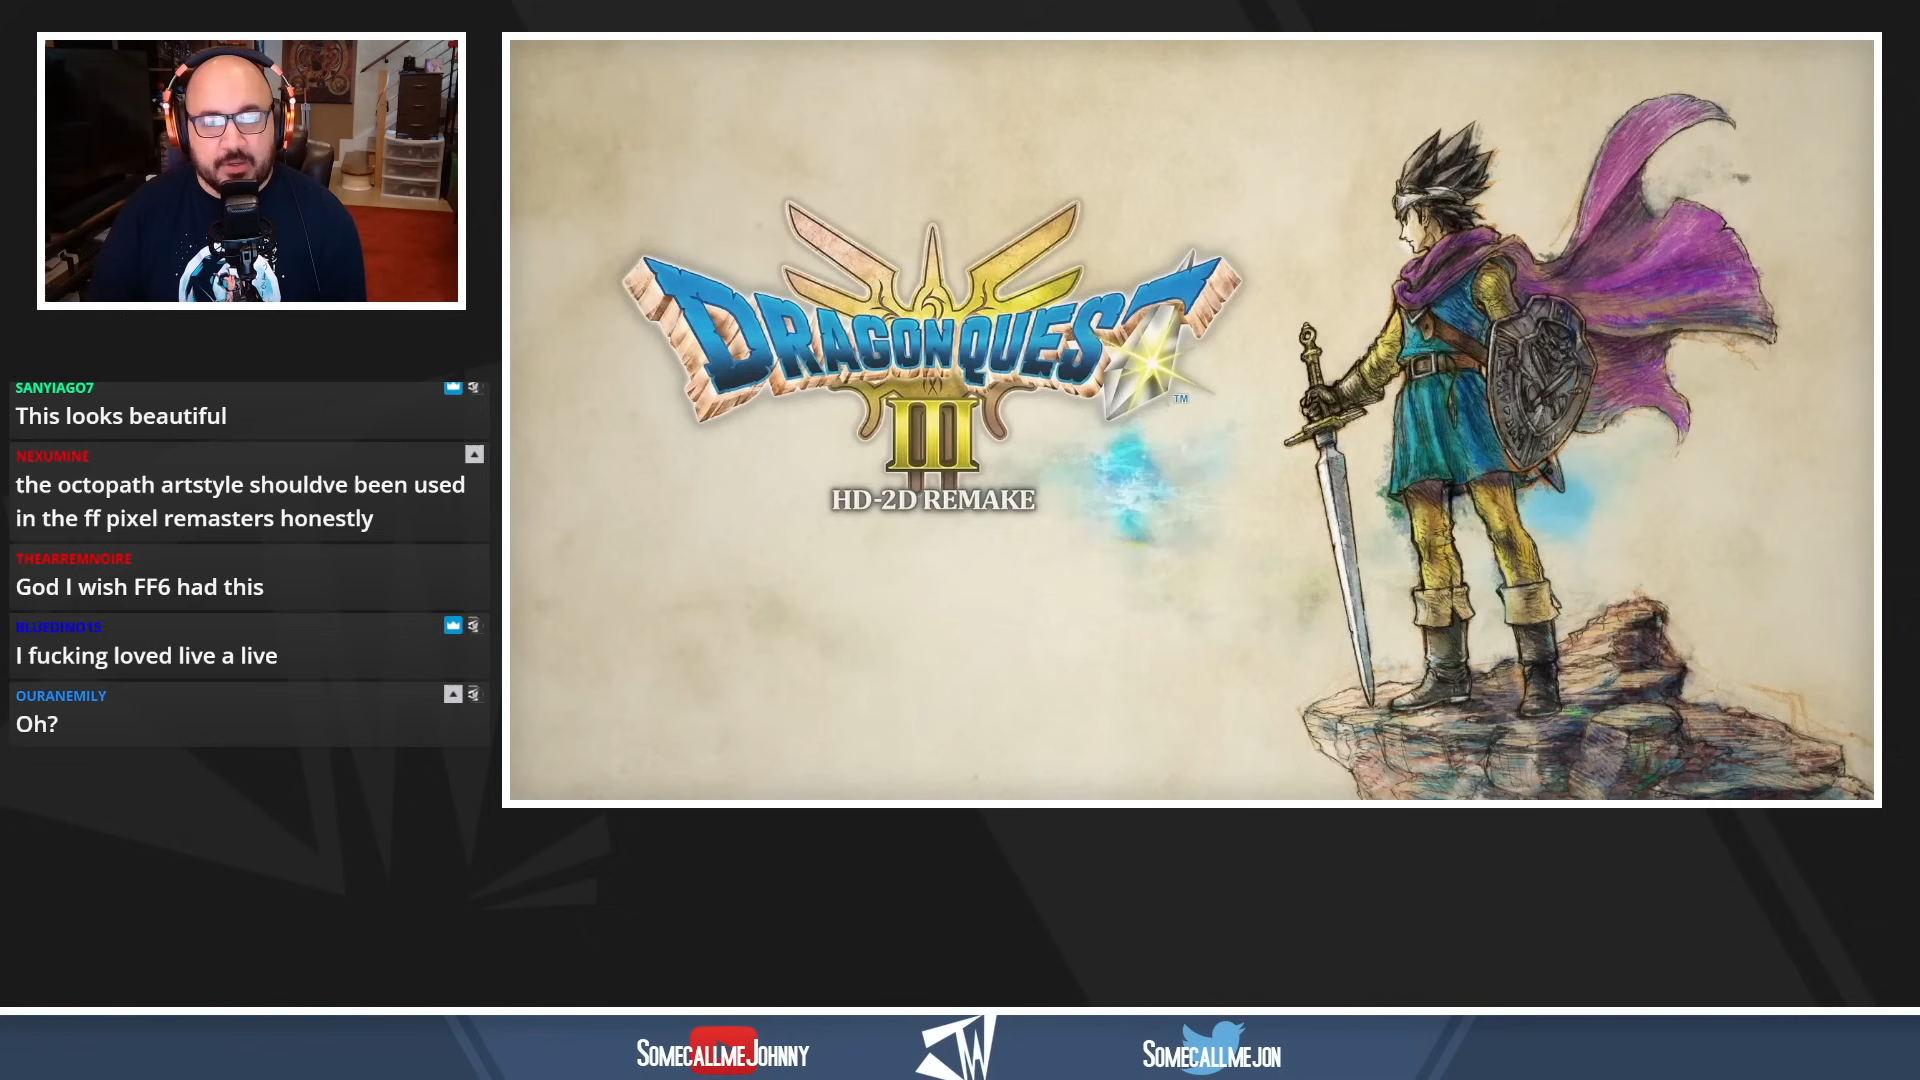 SANYIAGO7
This looks beautiful
NEXUMINE
the octopath artstyle shouldve been used
in the ff pixel remasters honestly
THEARREMNOIRE
God I wish FF6 had this
BLUEDINO1S
I fucking loved live a live
OURANEMILY
Oh?
DRAGON QUEST
TM
III
HD-2D REMAKE
SOMECALLMEJOHNNY
SOMECALLMEJON